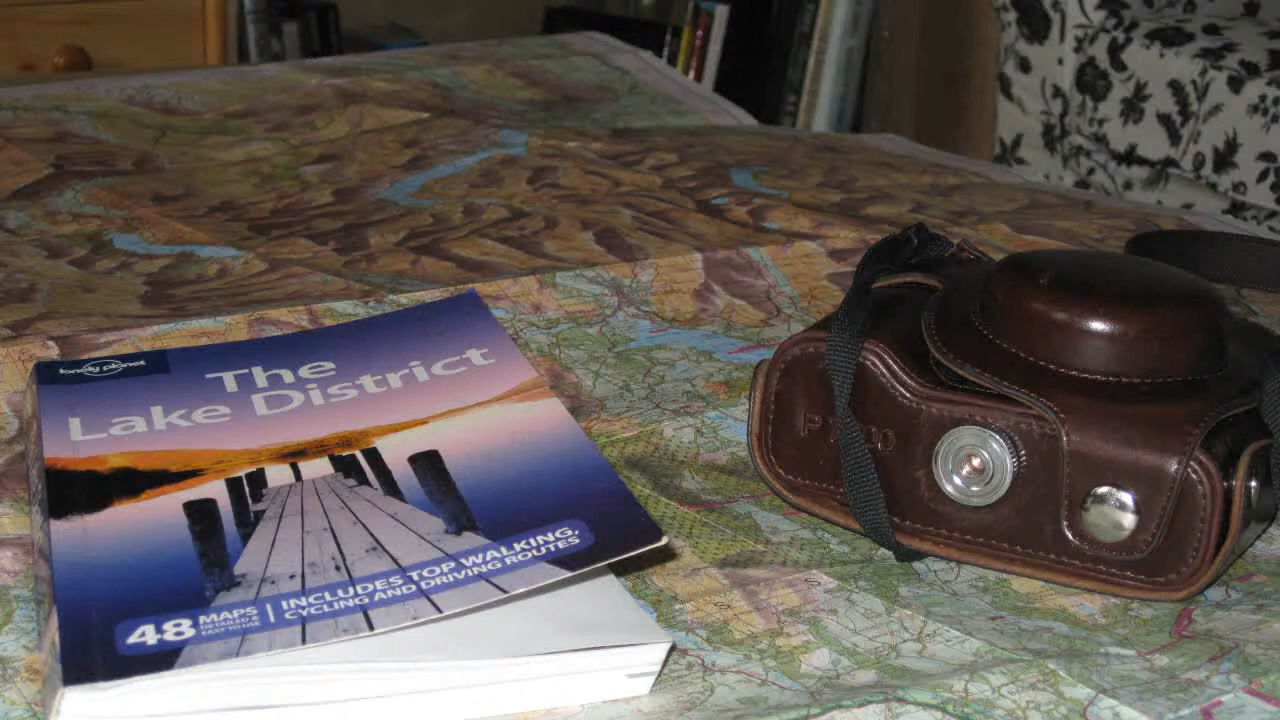 lonely planet
The
Lake District
48 MAPS
DETAILED &
EASY TO USE
INCLUDES TOP WALKING,
CYCLING AND DRIVING ROUTES